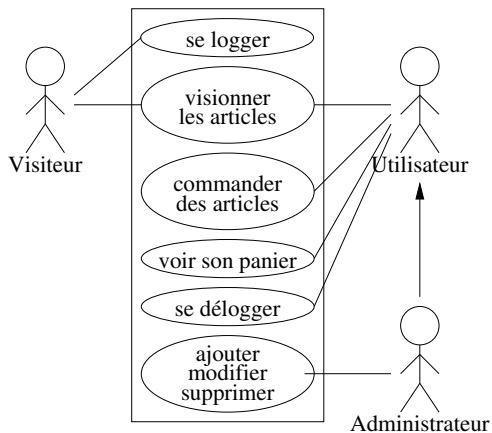 se logger
visionner
les articles
Visiteur
Utilisateur
commander
des articles
voir son panier
se délogger
ajouter
modifier
supprimer
Administrateur